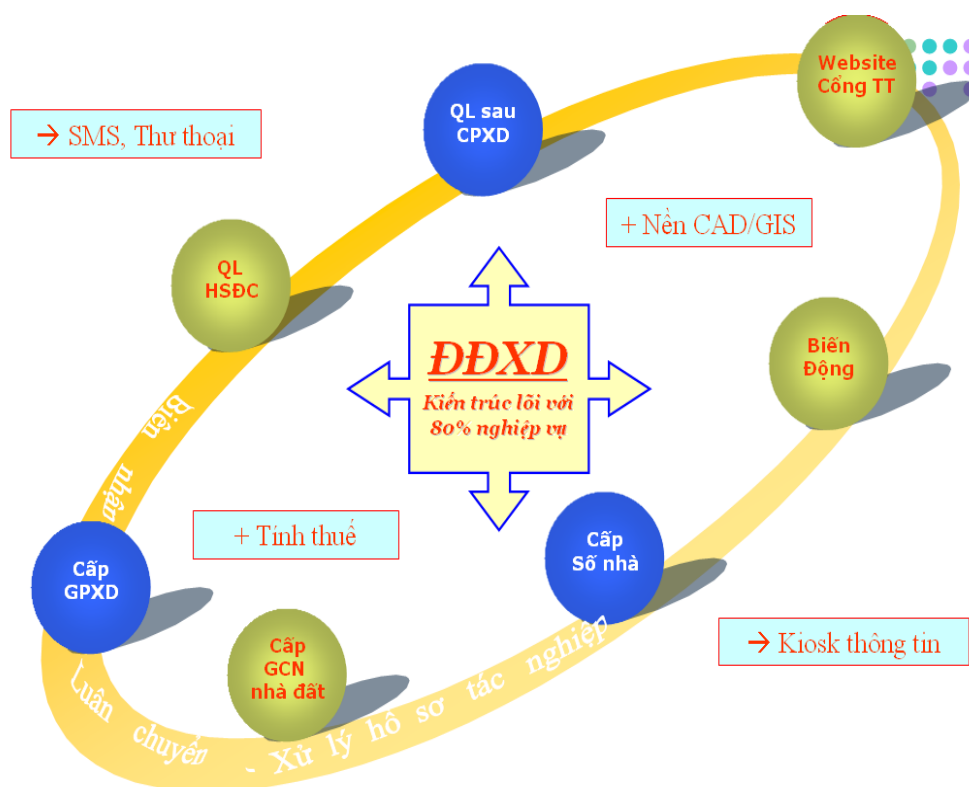 Website
Cổng TT
QL sau
CPXD
→ SMS, Thư thoại
+ Nền CAD/GIS
QL
HSĐC
ĐĐXD
Kiến trúc lõi với
80% nghiệp vụ
Biến
Động
Biên nhận
+ Tính thuế
Cấp
Số nhà
Cấp
GPXD
Cấp
GCN
nhà đất
→ Kiosk thông tin
Luân chuyển - Xử lý hồ sơ tác nghiệp